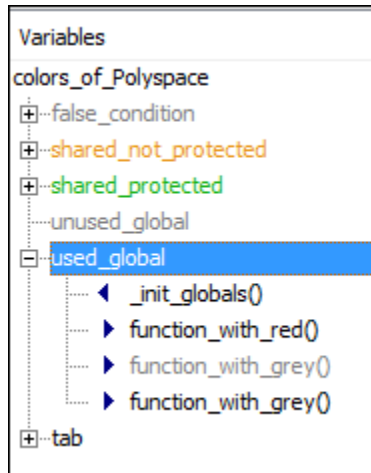 Variables
colors_of_Polyspace
false_condition
shared_not_protected
shared_protected
unused_global
used_global
_init_globals()
function_with_red()
function_with_grey()
function_with_grey()
tab